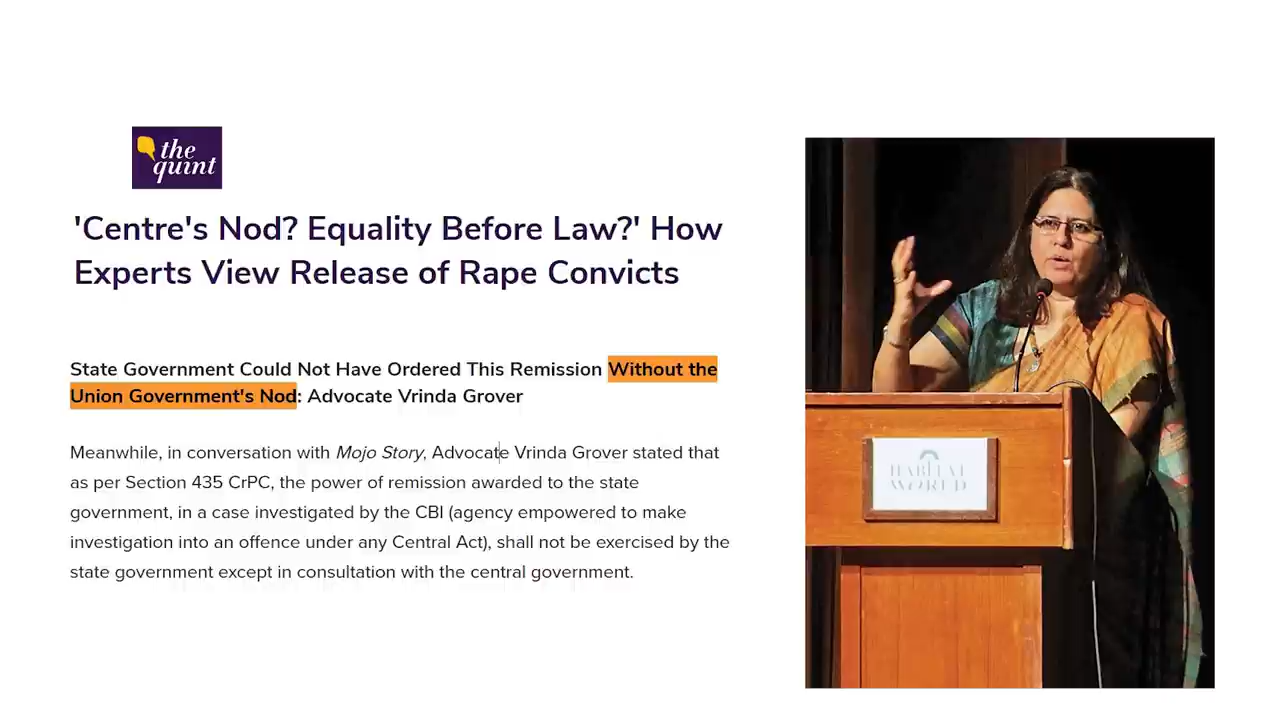 the
quint
'Centre's Nod? Equality Before Law?' How
Experts View Release of Rape Convicts
State Government Could Not Have Ordered This Remission Without the
Union Government's Nod: Advocate Vrinda Grover
Meanwhile, in conversation with Mojo Story, Advocate Vrinda Grover stated that
as per Section 435 CrPC, the power of remission awarded to the state
government, in a case investigated by the CBI (agency empowered to make
investigation into an offence under any Central Act), shall not be exercised by the
state government except in consultation with the central government.
HABITAT
WORLD